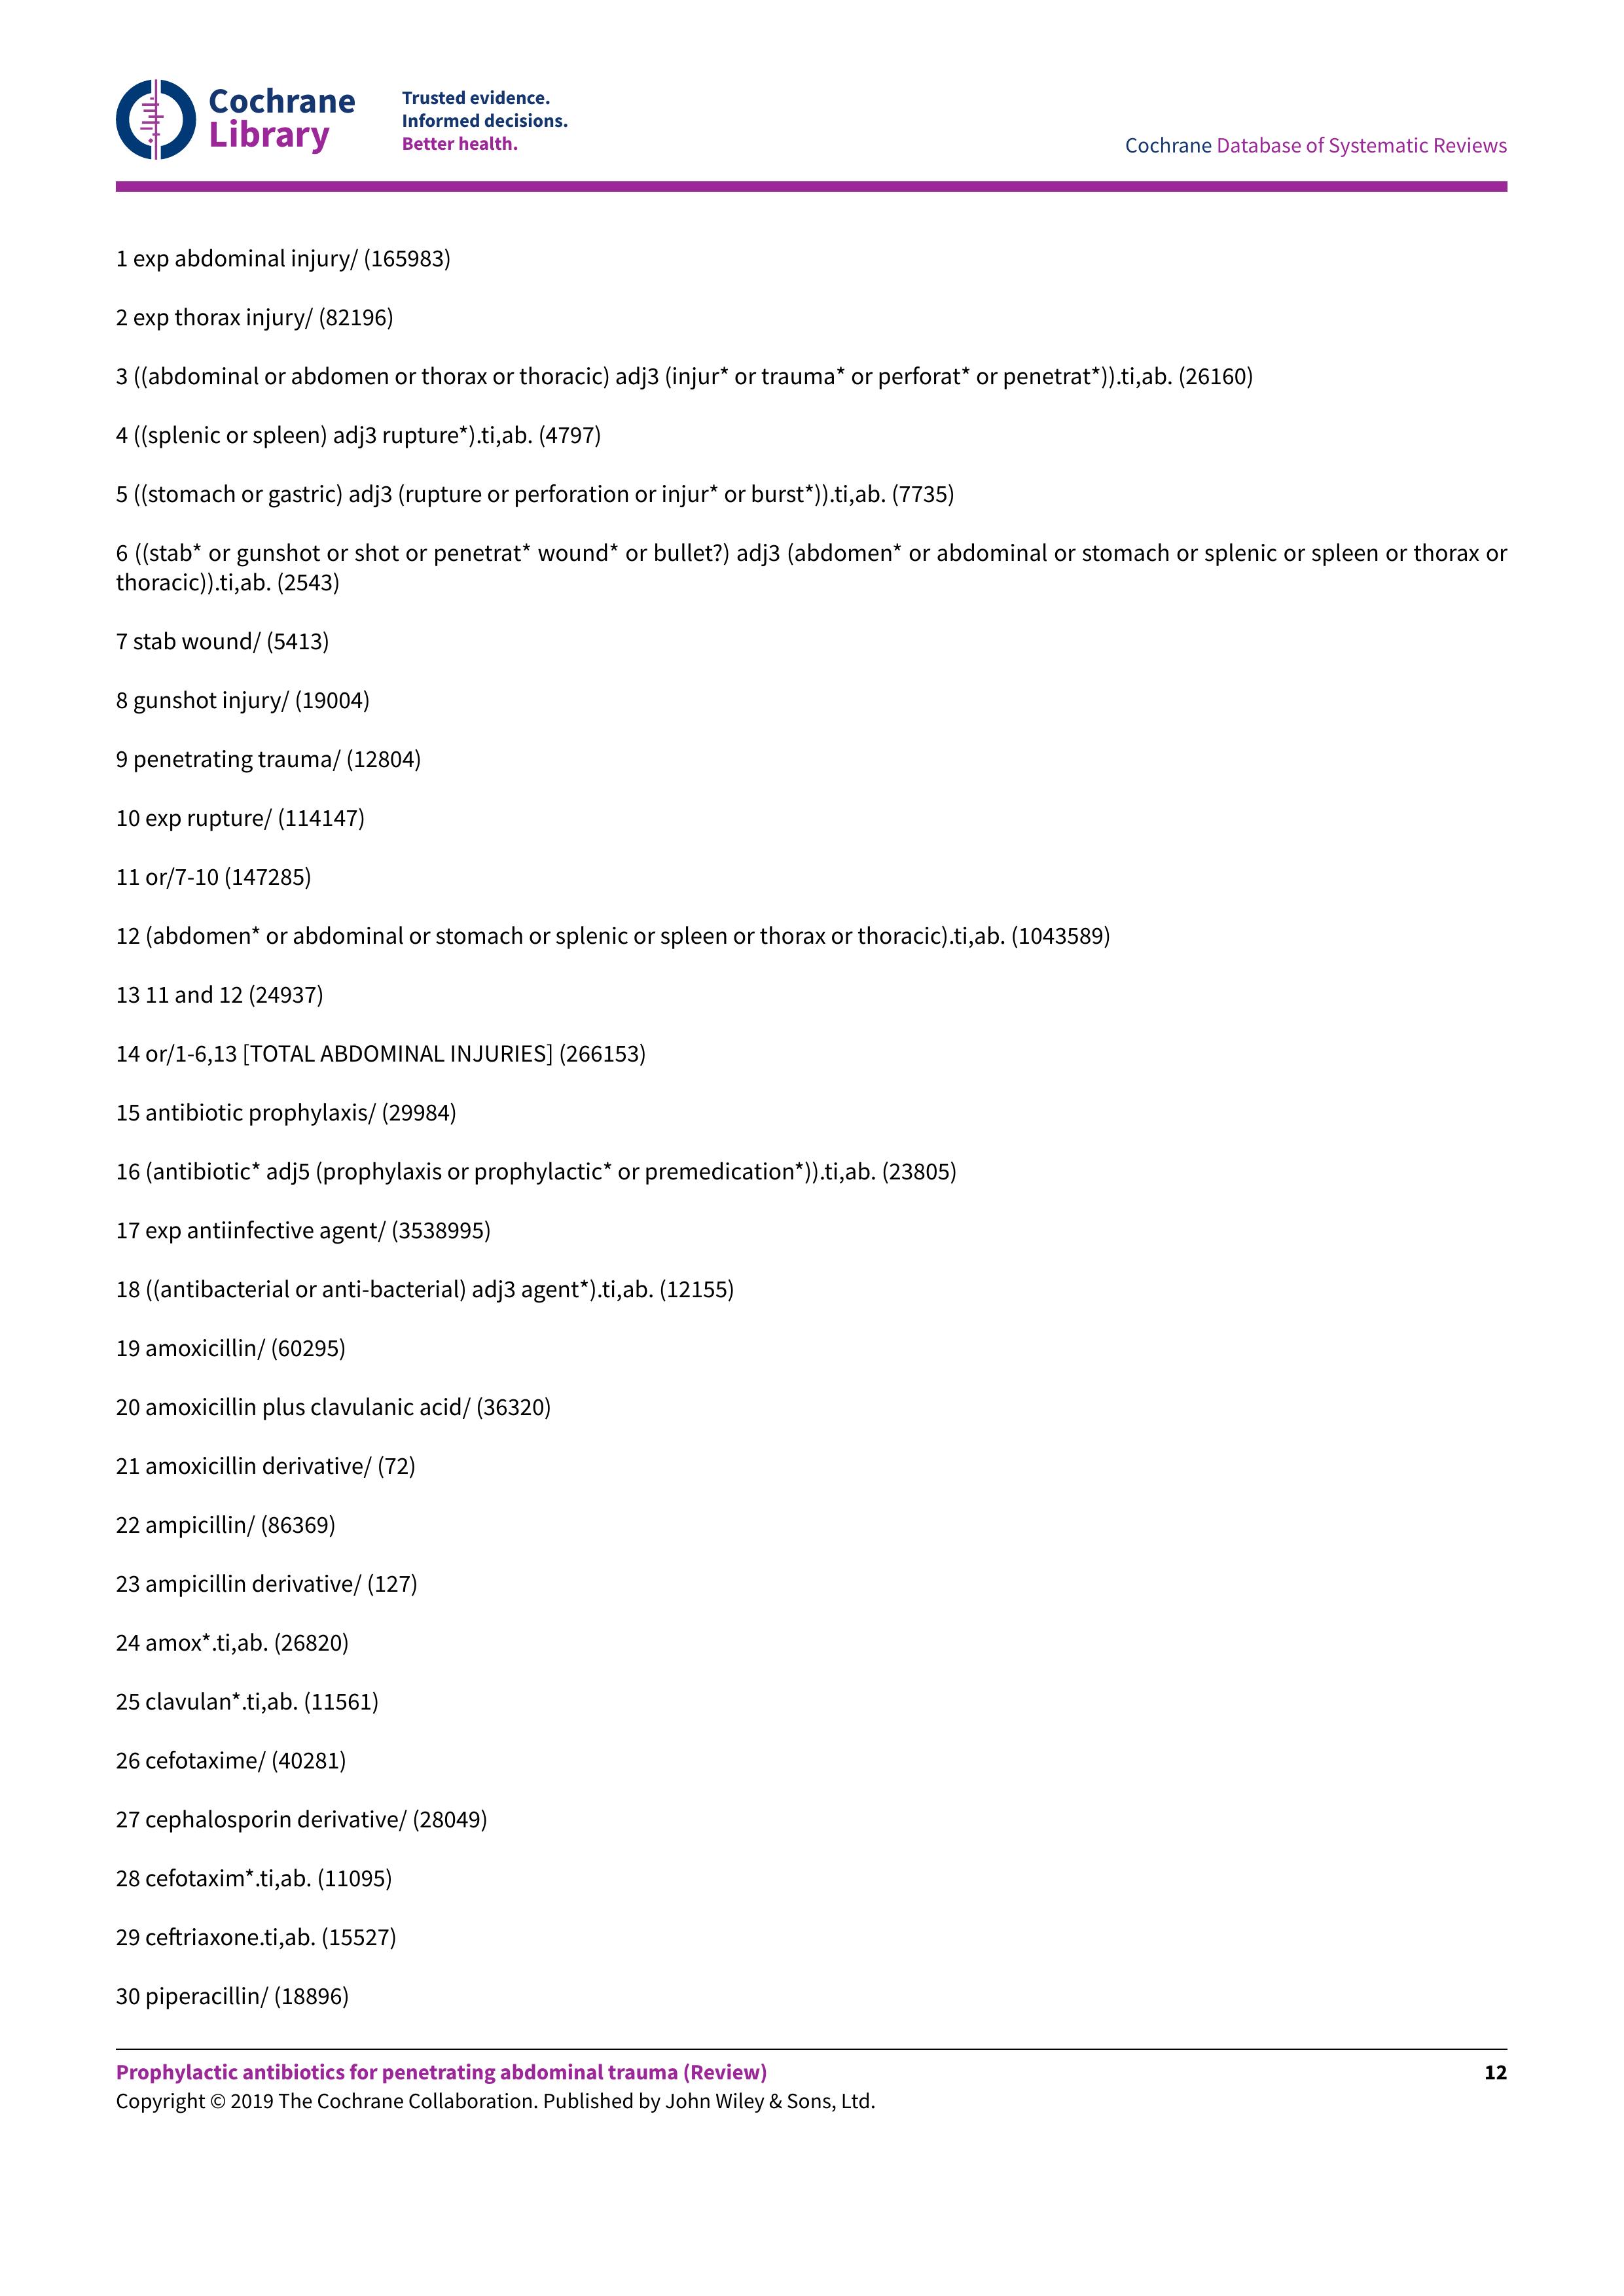 Cochrane
Library
Trusted evidence.
Informed decisions.
Better health.
Cochrane Database of Systematic Reviews
1 exp abdominal injury/ (165983)
2 exp thorax injury/ (82196)
3 ((abdominal or abdomen or thorax or thoracic) adj3 (injur* or trauma* or perforat* or penetrat*)).ti,ab. (26160)
4 ((splenic or spleen) adj3 rupture*).ti,ab. (4797)
5 ((stomach or gastric) adj3 (rupture or perforation or injur* or burst*)).ti,ab. (7735)
6 ((stab* or gunshot or shot or penetrat* wound* or bullet?) adj3 (abdomen* or abdominal or stomach or splenic or spleen or thorax or
thoracic)).ti,ab. (2543)
7 stab wound/ (5413)
8 gunshot injury/ (19004)
9 penetrating trauma/ (12804)
10 exp rupture/ (114147)
11 or/7-10 (147285)
12 (abdomen* or abdominal or stomach or splenic or spleen or thorax or thoracic).ti,ab. (1043589)
13 11 and 12 (24937)
14 or/1-6,13 [TOTAL ABDOMINAL INJURIES] (266153)
15 antibiotic prophylaxis/ (29984)
16 (antibiotic* adj5 (prophylaxis or prophylactic* or premedication*)).ti,ab. (23805)
17 exp antiinfective agent/ (3538995)
18 ((antibacterial or anti-bacterial) adj3 agent*).ti,ab. (12155)
19 amoxicillin/ (60295)
20 amoxicillin plus clavulanic acid/ (36320)
21 amoxicillin derivative/ (72)
22 ampicillin/ (86369)
23 ampicillin derivative/ (127)
24 amox*.ti,ab. (26820)
25 clavulan*.ti,ab. (11561)
26 cefotaxime/ (40281)
27 cephalosporin derivative/ (28049)
28 cefotaxim*.ti,ab. (11095)
29 ceftriaxone.ti,ab. (15527)
30 piperacillin/ (18896)
Prophylactic antibiotics for penetrating abdominal trauma (Review) 12
Copyright © 2019 The Cochrane Collaboration. Published by John Wiley & Sons, Ltd.